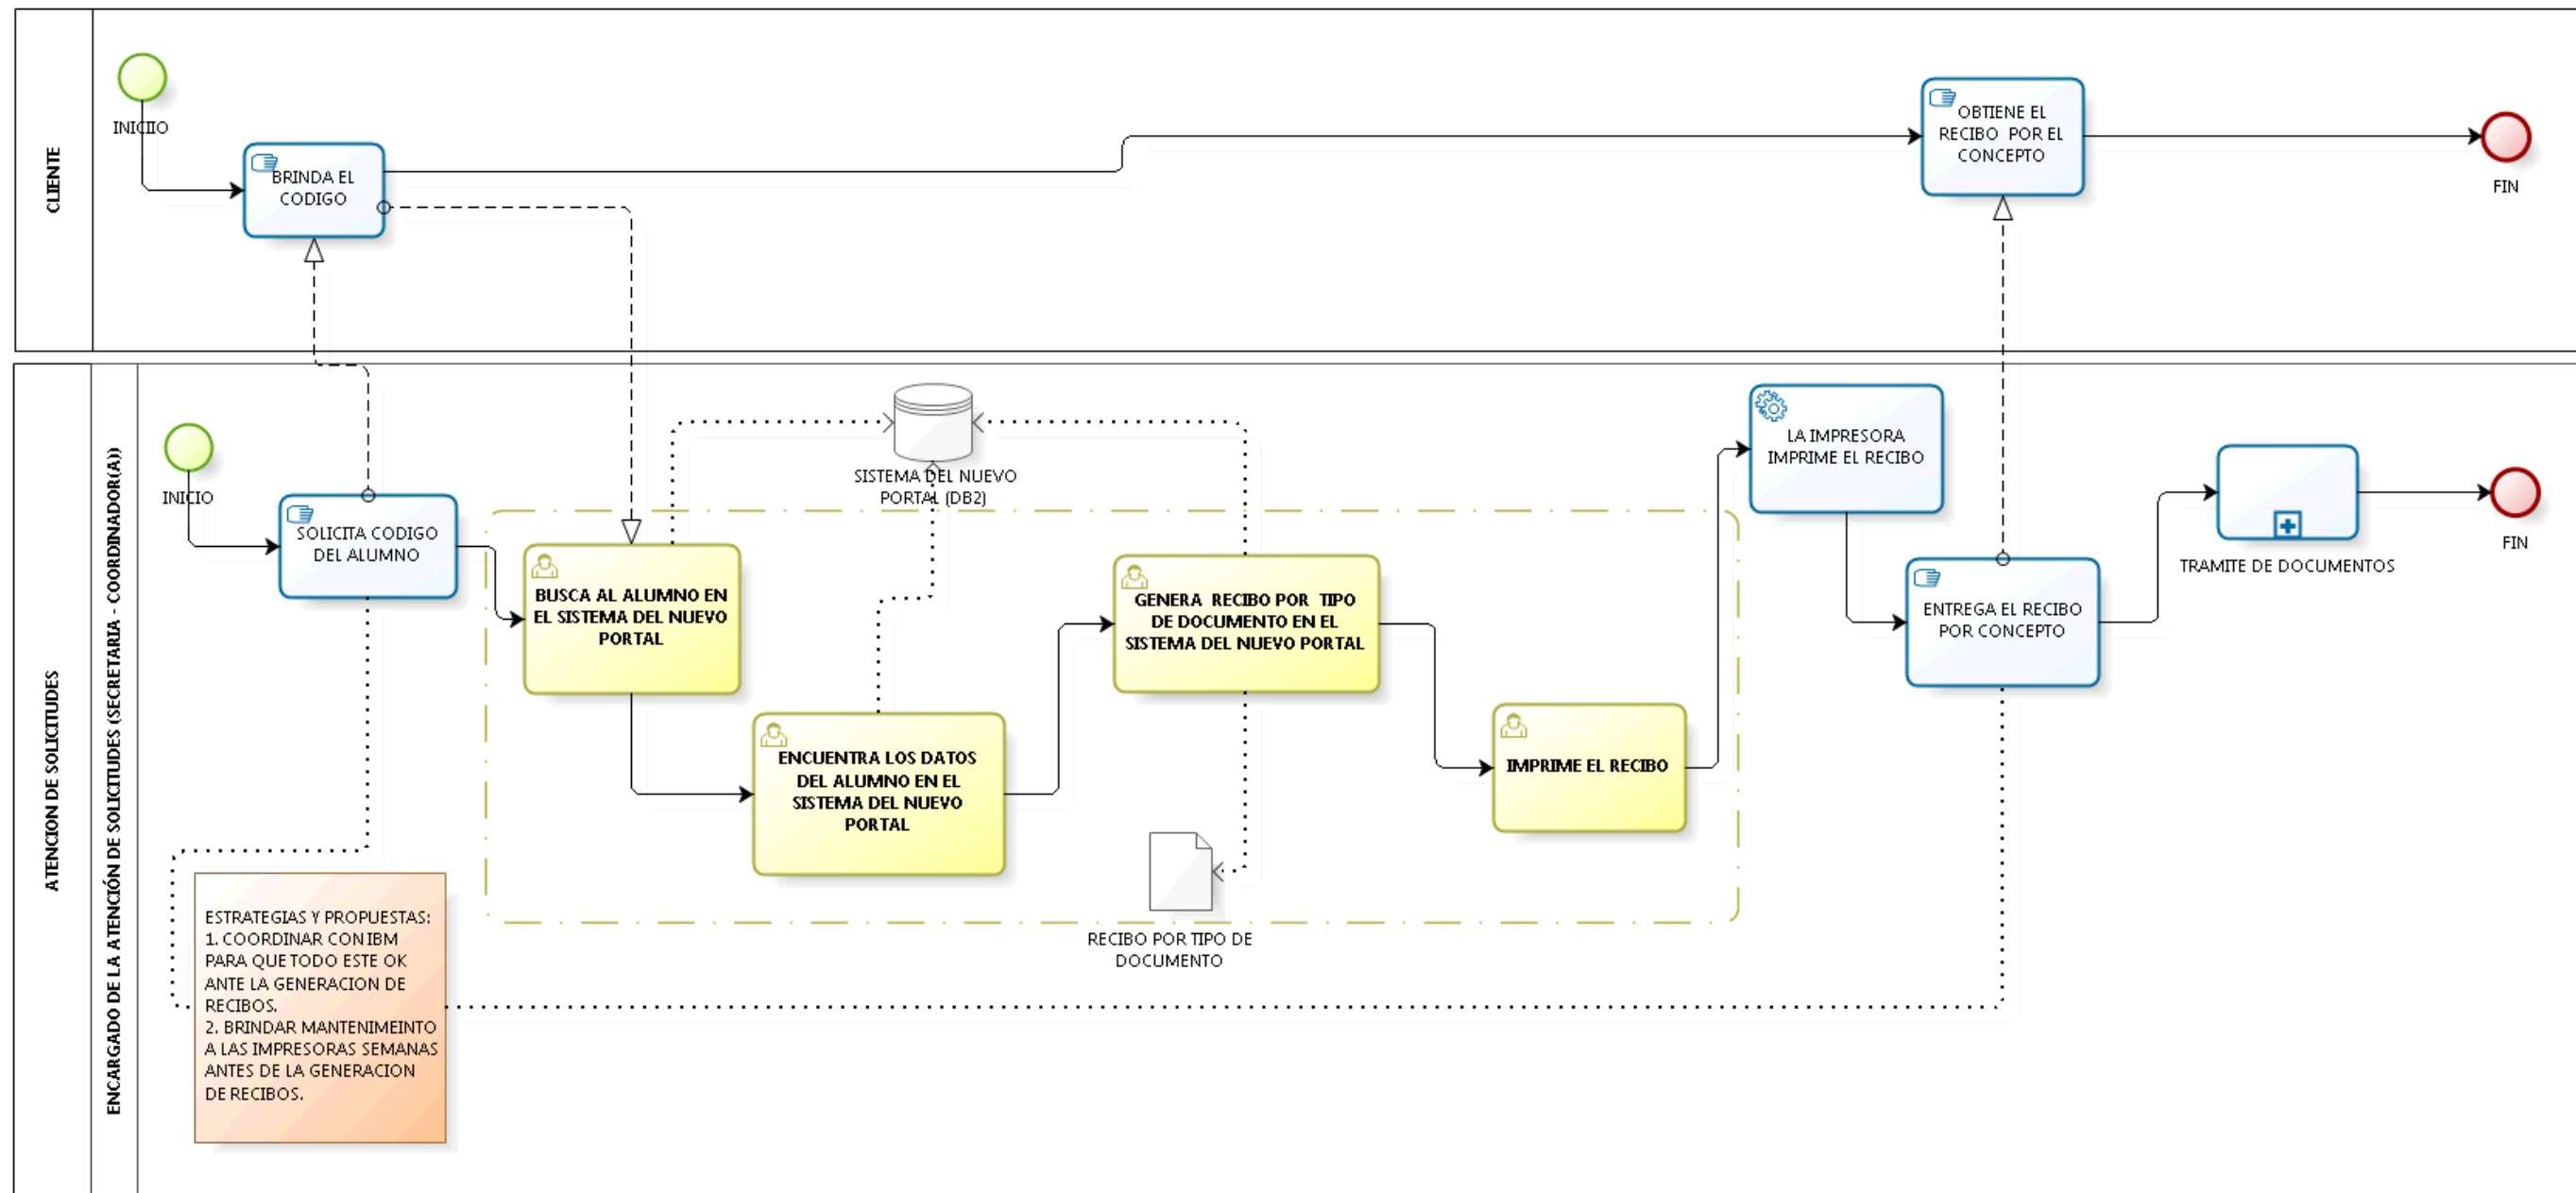 CLIENTE
INICIIO
BRINDA EL
CODIGO
OBTIENE EL
RECIBO POR EL
CONCEPTO
FIN
ATENCION DE SOLICITUDES
ENCARGADO DE LA ATENCIÓN DE SOLICITUDES (SECRETARIA - COORDINADOR(A))
INICIO
SOLICITA CODIGO
DEL ALUMNO
BUSCA AL ALUMNO EN
EL SISTEMA DEL NUEVO
PORTAL
SISTEMA DEL NUEVO
PORTAL (DB2)
ENCUENTRA LOS DATOS
DEL ALUMNO EN EL
SISTEMA DEL NUEVO
PORTAL
GENERA RECIBO POR TIPO
DE DOCUMENTO EN EL
SISTEMA DEL NUEVO PORTAL
RECIBO POR TIPO DE
DOCUMENTO
IMPRIME EL RECIBO
LA IMPRESORA
IMPRIME EL RECIBO
ENTREGA EL RECIBO
POR CONCEPTO
TRAMITE DE DOCUMENTOS
FIN
ESTRATEGIAS Y PROPUESTAS:
1. COORDINAR CON IBM
PARA QUE TODO ESTE OK
ANTE LA GENERACION DE
RECIBOS.
2. BRINDAR MANTENIMEINTO
A LAS IMPRESORAS SEMANAS
ANTES DE LA GENERACION
DE RECIBOS.